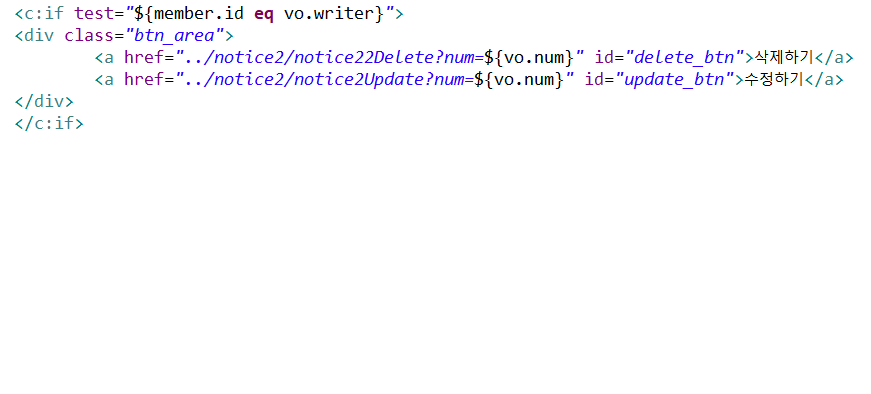 <c:if test="${member.id eq vo.writer}">
<div class="btn_area">
<a href="../notice2/notice22Delete?num=${vo.num}" id="delete_btn">삭제하기</a>
<a href="../notice2/notice2Update?num=${vo.num}" id="update_btn">수정하기</a>
</div>
</c:if>